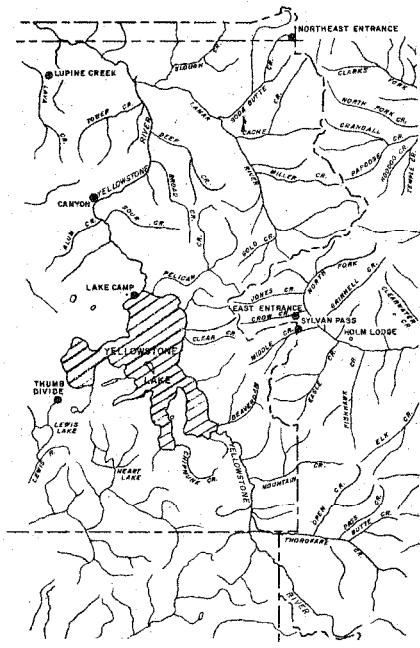 NORTHEAST ENTRANCE
LUPINE CREEK
LAVA
CR.
SLOUGH
CR.
CLARKS
FORK
TOWER CR.
RIVER
LAMAR
SODA BUTTE
CR.
NORTH FORK
CR.
CRANDALL
CR.
CACHE
DEEP
CR.
PAPOOSE
HOODOO CR.
CR.
BROAD
CR.
RIVER
MILLER CR.
CANYON
YELLOWSTONE
SOUR
CR.
ALUM
CR.
COLD CR.
PELICAN
LAKE CAMP
JONES CR.
NORTH
FORK
GRINNELL
CR.
CLEARWATER
CR.
EAST ENTRANCE
CROW CR.
SYLVAN PASS
HOLM LODGE
CLEAR
CR.
MIDDLE
CR.
YELLOWSTONE
LAKE
THUMB
DIVIDE
LEWIS
LAKE
LEWIS R.
HEART
LAKE
BEAVERDAM
EAGLE
CR.
FISHHAWK
CR.
ELK
CR.
CHIPMUNK
CR.
YELLOWSTONE
MOUNTAIN
CR.
OPEN
CR.
PASS
BUTTE
CR.
CR.
THOROFARE
CR.
RIVER